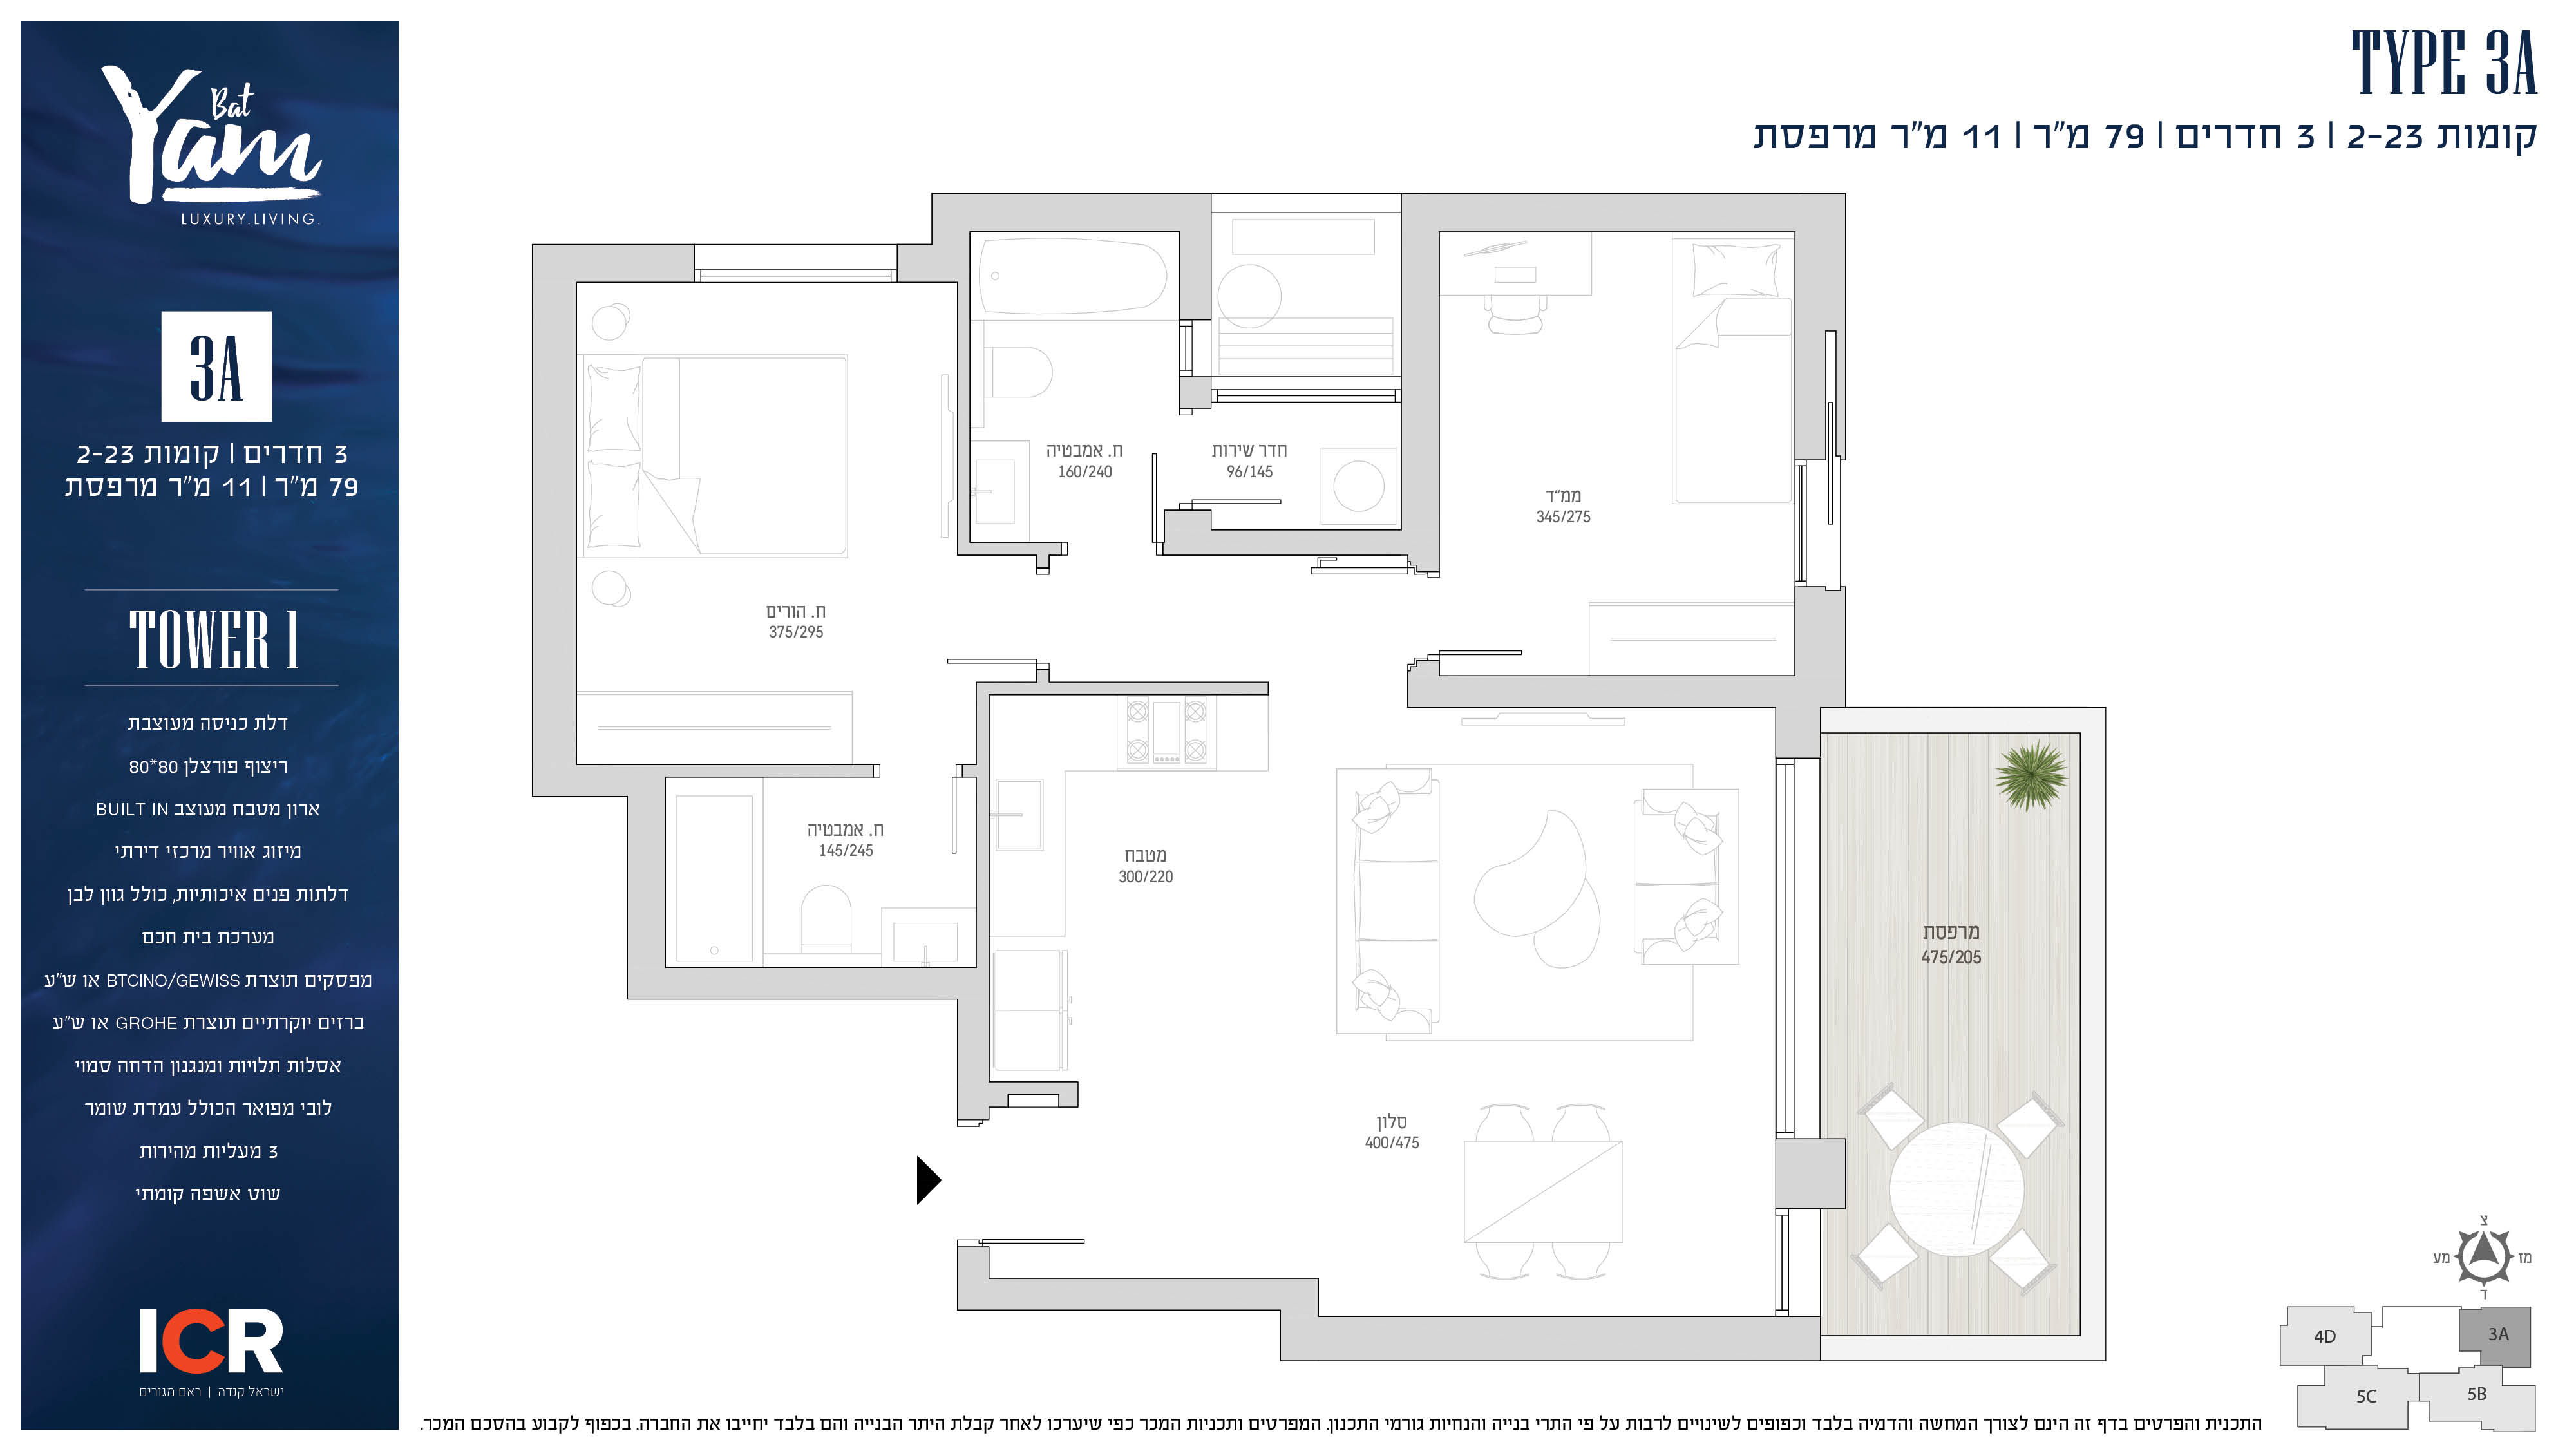 Bat
Yam
LUXURY.LIVING.
3A
3 חדרים | קומות 2-23
79 מ"ר | 11 מ"ר מרפסת
TOWER 1
דלת כניסה מעוצבת
ריצוף פורצלן 80*80
ארון מטבח מעוצב BUILT IN
מיזוג אוויר מרכזי דירתי
דלתות פנים איכותיות, כולל גוון לבן
מערכת בית חכם
מפסקים תוצרת BTCINO/GEWISS או ש"ע
ברזים יוקרתיים תוצרת GROHE או ש"ע
אסלות תלויות ומנגנון הדחה סמוי
לובי מפואר הכולל עמדת שומר
3 מעליות מהירות
שוט אשפה קומתי
ICR
ישראל קנדה | ראם מגורים
TYPE 3A
קומות 2-23 | 3 חדרים | 79 מ"ר | 11 מ"ר מרפסת
ח. אמבטיה
160/240
חדר שירות
96/145
ממ"ד
345/275
ח. הורים
375/295
ח. אמבטיה
145/245
מטבח
300/220
מרפסת
475/205
סלון
400/475
צ
מע
מז
ד
4D
3A
5C
5B
התכנית והפרטים בדף זה הינם לצורך המחשה והדמיה בלבד וכפופים לשינויים לרבות על פי התרי בנייה והנחיות גורמי התכנון. המפרטים ותכניות המכר כפי שיערכו לאחר קבלת היתר הבנייה והם בלבד יחייבו את החברה. בכפוף לקבוע בהסכם המכר.